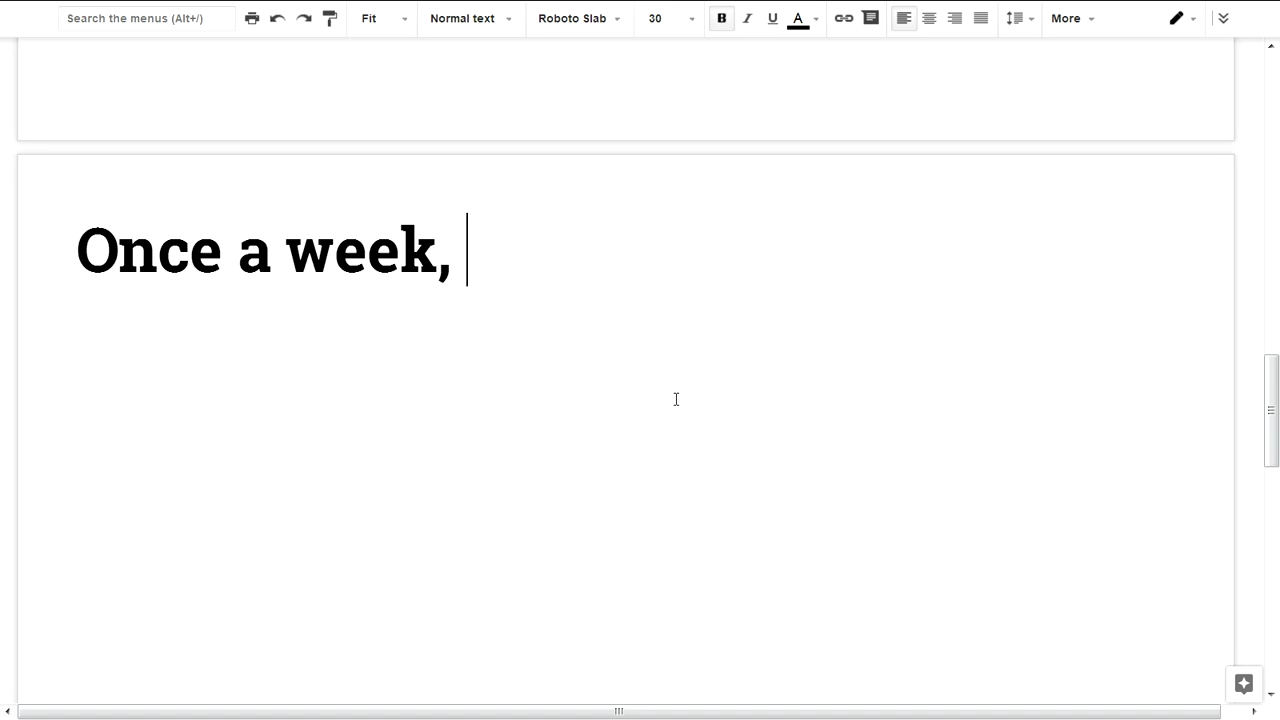 Search the menus (Alt+/) Fit Normal text Roboto Slab 30 B I U A More
Once a week,